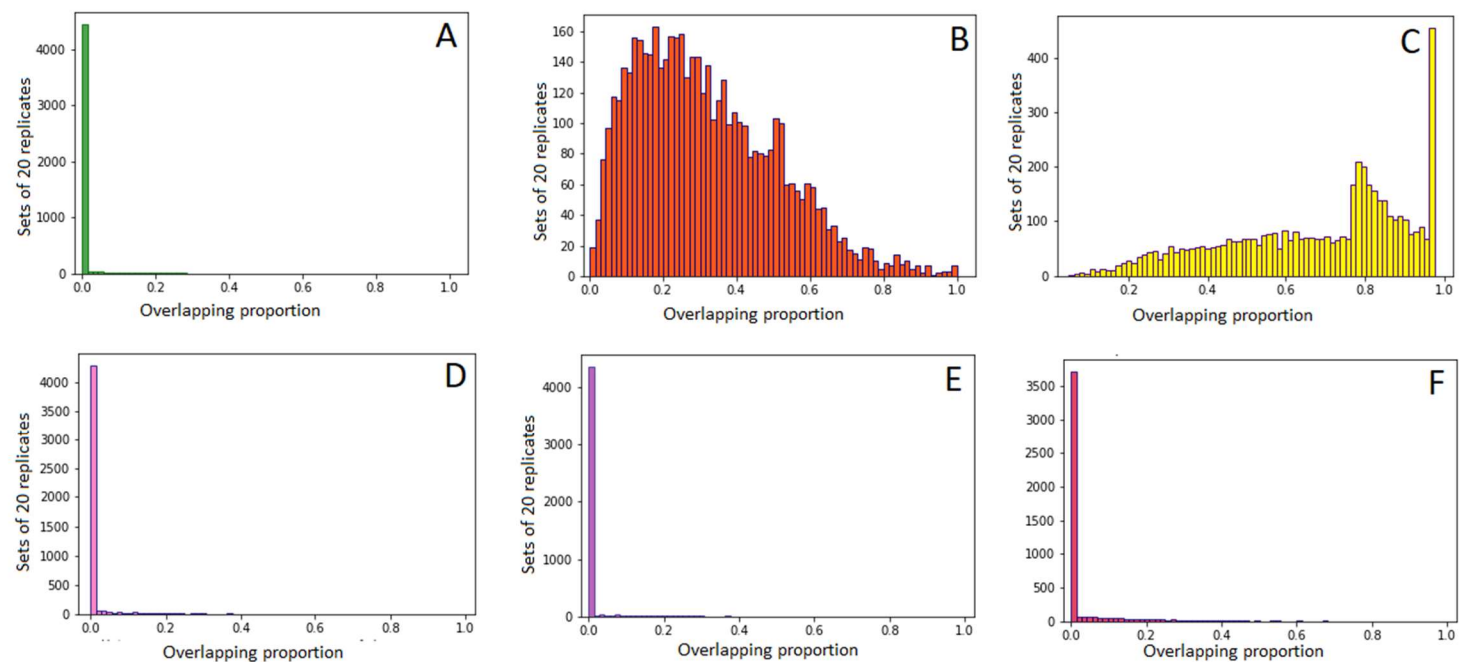 A
Sets of 20 replicates
4000
3000
2000
1000
0
0.0 0.2 0.4 0.6 0.8 1.0
Overlapping proportion
B
Sets of 20 replicates
160
140
120
100
80
60
40
20
0
0.0 0.2 0.4 0.6 0.8 1.0
Overlapping proportion
C
Sets of 20 replicates
400
300
200
100
0
0.2 0.4 0.6 0.8 1.0
Overlapping proportion
D
Sets of 20 replicates
4000
3500
3000
2500
2000
1500
1000
500
0
0.0 0.2 0.4 0.6 0.8 1.0
Overlapping proportion
E
Sets of 20 replicates
4000
3000
2000
1000
0
0.0 0.2 0.4 0.6 0.8 1.0
Overlapping proportion
F
3500
3000
2500
2000
1500
1000
500
0
0.0 0.2 0.4 0.6 0.8 1.0
Overlapping proportion